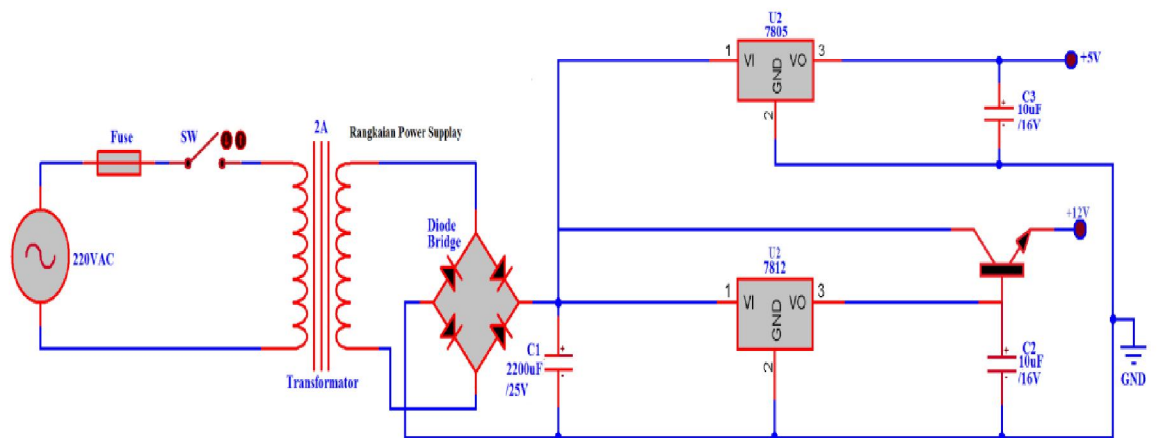 U2
7805
1
VI
VO
3
GND
2
+5V
C3
10uF
/16V
Fuse
SW
2A
Rangkaian Power Supplay
220VAC
Diode
Bridge
+12V
U2
7812
1
VI
VO
3
GND
2
C1
2200uF
/25V
C2
10uF
/16V
GND
Transformator